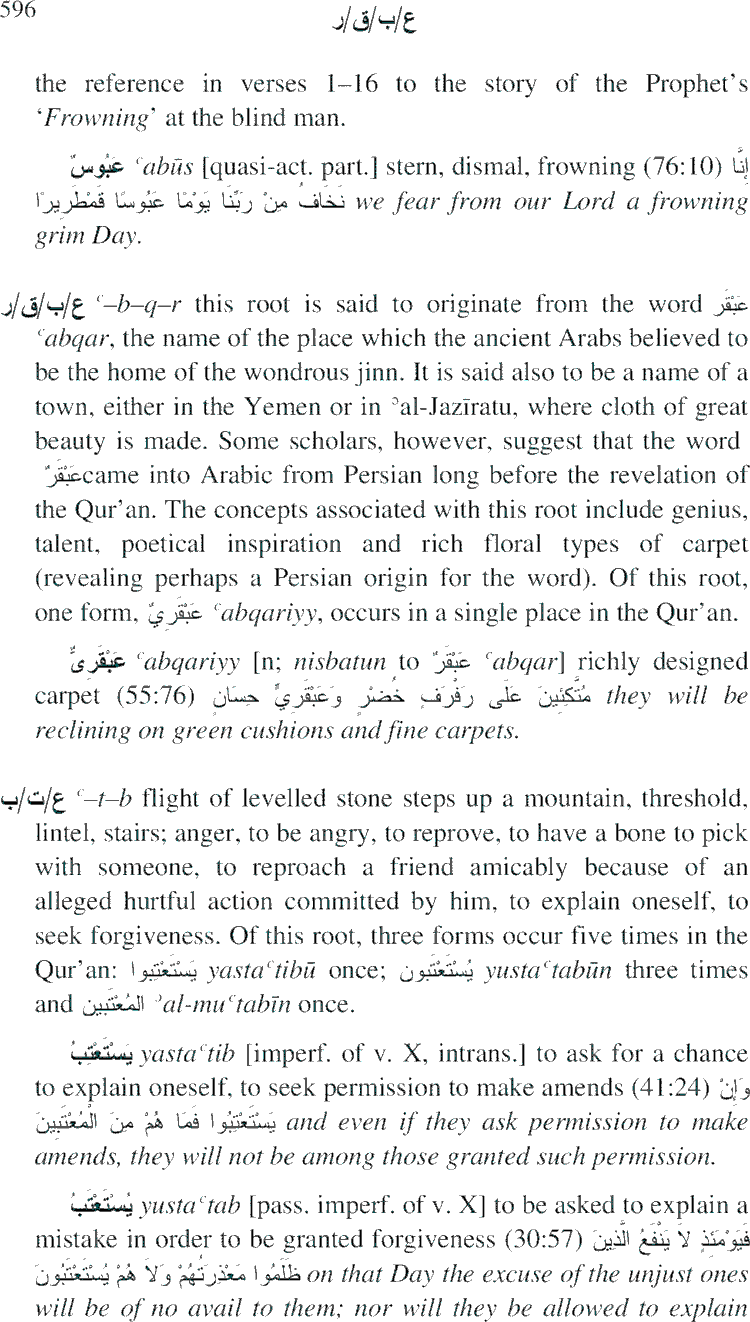 596
ع/ب/ق/ر
the reference in verses 1–16 to the story of the Prophet’s
‘Frowning’ at the blind man.
عَبُوسٌ ʿabūs [quasi-act. part.] stern, dismal, frowning (76:10) إِنَّا
نَخَافُ مِنْ رَبِّنَا يَوْمًا عَبُوسًا قَمْطَرِيرًا we fear from our Lord a frowning
grim Day.
ع/ب/ق/ر ʿ–b–q–r this root is said to originate from the word عَبْقَر
ʿabqar, the name of the place which the ancient Arabs believed to
be the home of the wondrous jinn. It is said also to be a name of a
town, either in the Yemen or in ʾal-Jazīratu, where cloth of great
beauty is made. Some scholars, however, suggest that the word
عَبْقَرٌ came into Arabic from Persian long before the revelation of
the Qur’an. The concepts associated with this root include genius,
talent, poetical inspiration and rich floral types of carpet
(revealing perhaps a Persian origin for the word). Of this root,
one form, عَبْقَرِيٌّ ʿabqariyy, occurs in a single place in the Qur’an.
عَبْقَرِىٌّ ʿabqariyy [n; nisbatun to عَبْقَرٌ ʿabqar] richly designed
carpet (55:76) مُتَّكِئِينَ عَلَى رَفْرَفٍ خُضْرٍ وَعَبْقَرِيٍّ حِسَانٍ they will be
reclining on green cushions and fine carpets.
ع/ت/ب ʿ–t–b flight of levelled stone steps up a mountain, threshold,
lintel, stairs; anger, to be angry, to reprove, to have a bone to pick
with someone, to reproach a friend amicably because of an
alleged hurtful action committed by him, to explain oneself, to
seek forgiveness. Of this root, three forms occur five times in the
Qur’an: يَسْتَعْتِبوا yastaʿtibū once; يُسْتَعْتَبون yustaʿtabūn three times
and المُعْتَبين ʾal-muʿtabīn once.
يَسْتَعْتِبُ yastaʿtib [imperf. of v. X, intrans.] to ask for a chance
to explain oneself, to seek permission to make amends (41:24) وَإِنْ
يَسْتَعْتِبُوا فَمَا هُمْ مِنَ الْمُعْتَبِينَ and even if they ask permission to make
amends, they will not be among those granted such permission.
يُسْتَعْتَبُ yustaʿtab [pass. imperf. of v. X] to be asked to explain a
mistake in order to be granted forgiveness (30:57) فَيَوْمَئِذٍ لاَ يَنْفَعُ الَّذِينَ
ظَلَمُوا مَعْذِرَتُهُمْ وَلاَ هُمْ يُسْتَعْتَبُونَ on that Day the excuse of the unjust ones
will be of no avail to them; nor will they be allowed to explain